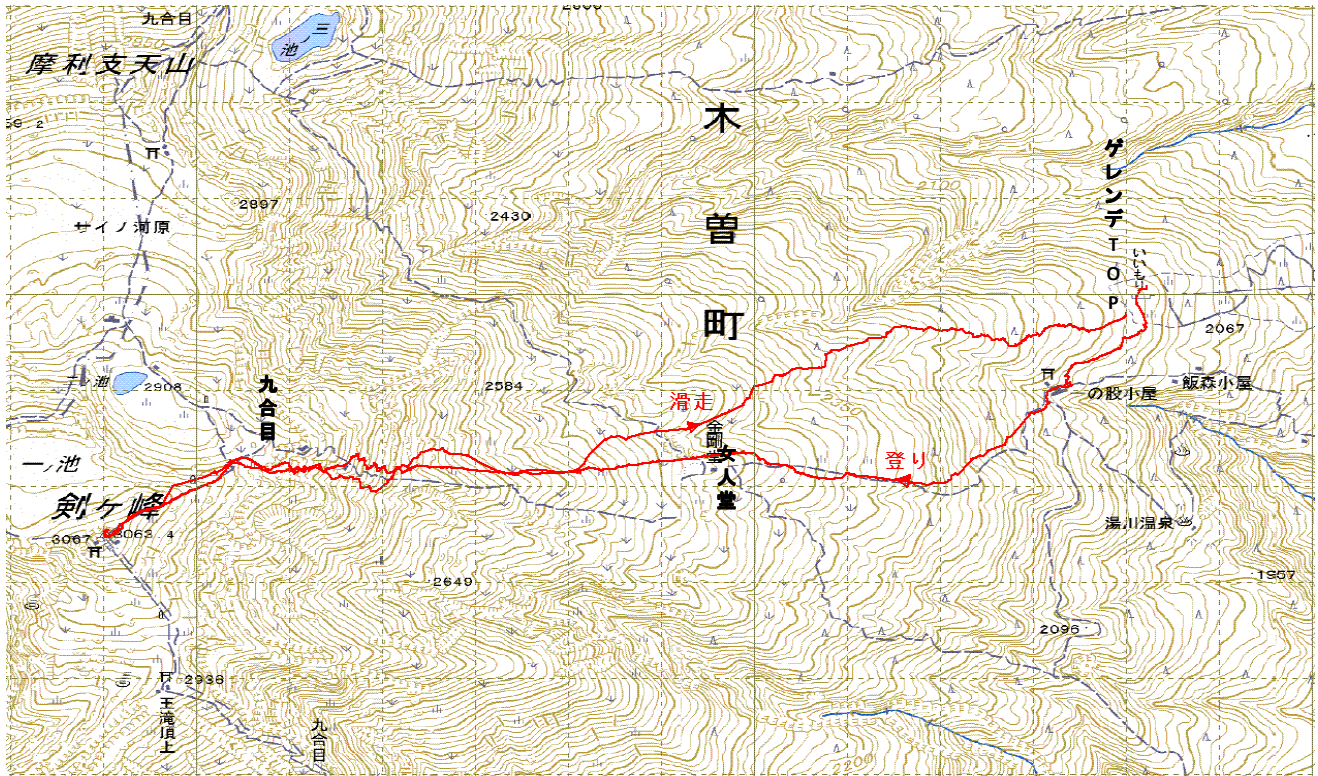 九合目
三ノ池
摩利支天山
木曽町
2897
2430
2100
サイノ河原
ゲレンデTOP
いいもり
2067
二ノ池
2908
九合目
2584
の股小屋
飯森小屋
滑走
金剛堂
女人堂
登り
一ノ池
剣ヶ峰
3067
3063.4
湯川温泉
2649
1957
2096
2936
王滝頂上
九合目
2200